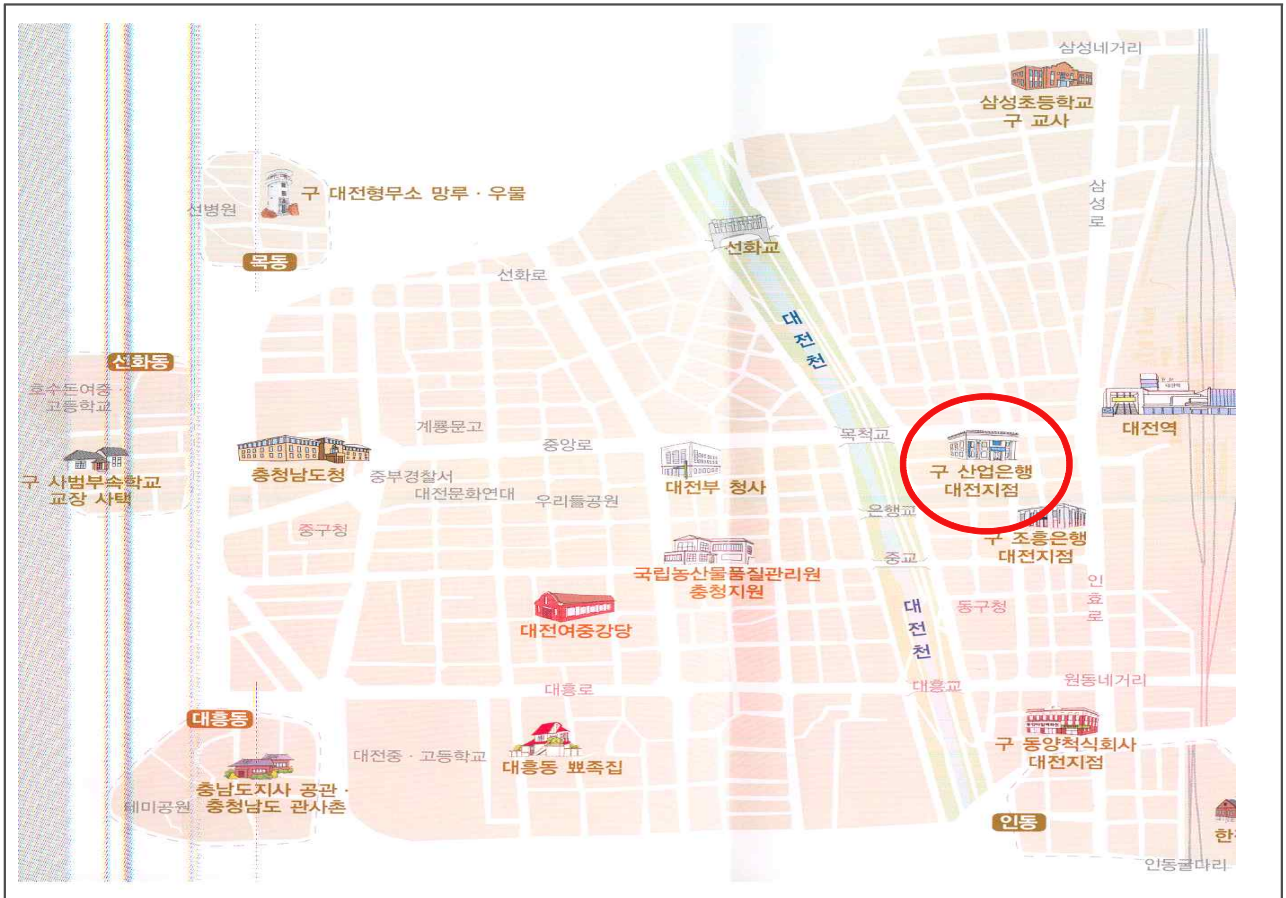 삼성네거리
삼성초등학교
구 교사
구 대전형무소 망루 · 우물
선병원
삼성로
목동
선화교
선화로
대전천
선화동
호수돈여중 ·
고등학교
대전역
계룡문고
중앙로
목척교
구 산업은행
대전지점
충청남도청
중부경찰서
대전부 청사
구 사범부속학교
교장 사택
대전문화연대
우리들공원
은행교
중구청
구 조흥은행
대전지점
중교
국립농산물품질관리원
충청지원
인효로
대전천
동구청
대전여중강당
대흥로
대흥교
원동네거리
대흥동
구 동양척식회사
대전지점
대전중 · 고등학교
대흥동 뾰족집
충남도지사 공관 ·
충청남도 관사촌
테미공원
인동
한
인동굴다리